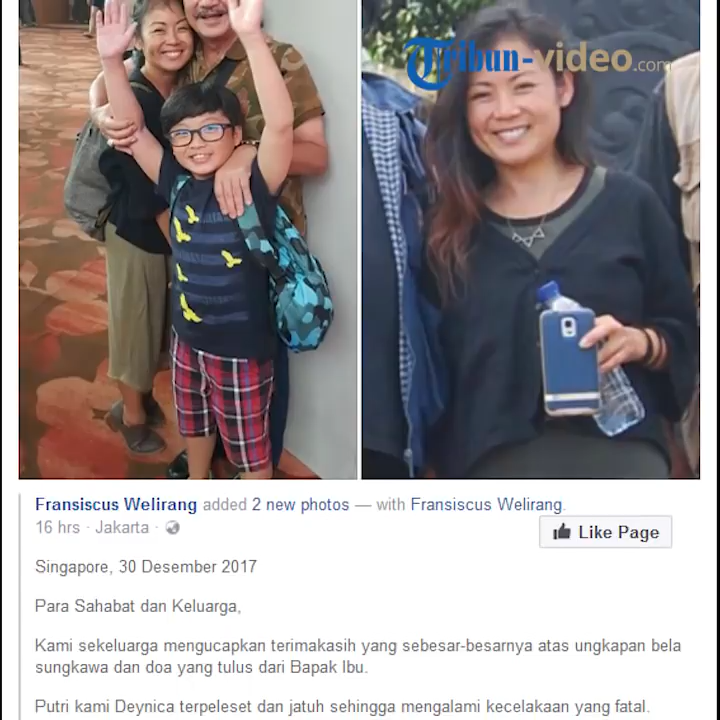 Tribun-video.com
Fransiscus Welirang added 2 new photos — with Fransiscus Welirang.
16 hrs · Jakarta ·
Like Page
Singapore, 30 Desember 2017
Para Sahabat dan Keluarga,
Kami sekeluarga mengucapkan terimakasih yang sebesar-besarnya atas ungkapan bela
sungkawa dan doa yang tulus dari Bapak Ibu.
Putri kami Deynica terpeleset dan jatuh sehingga mengalami kecelakaan yang fatal.